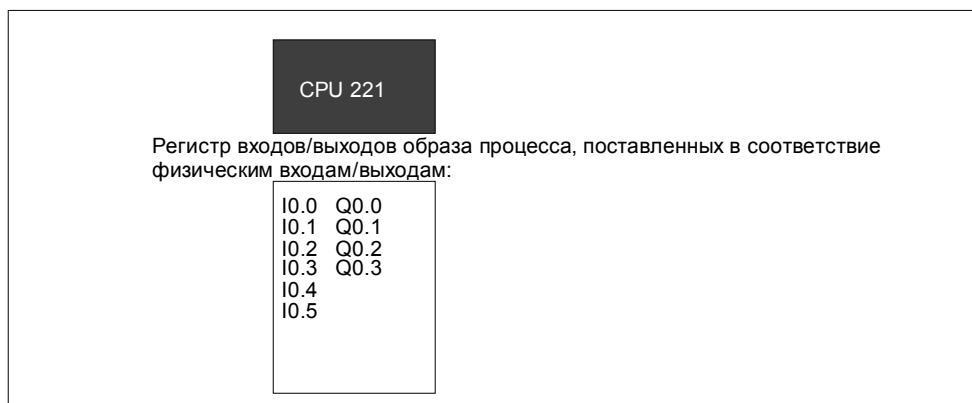 CPU 221
Регистр входов/выходов образа процесса, поставленных в соответствие
физическим входам/выходам:
I0.0 Q0.0
I0.1 Q0.1
I0.2 Q0.2
I0.3 Q0.3
I0.4
I0.5